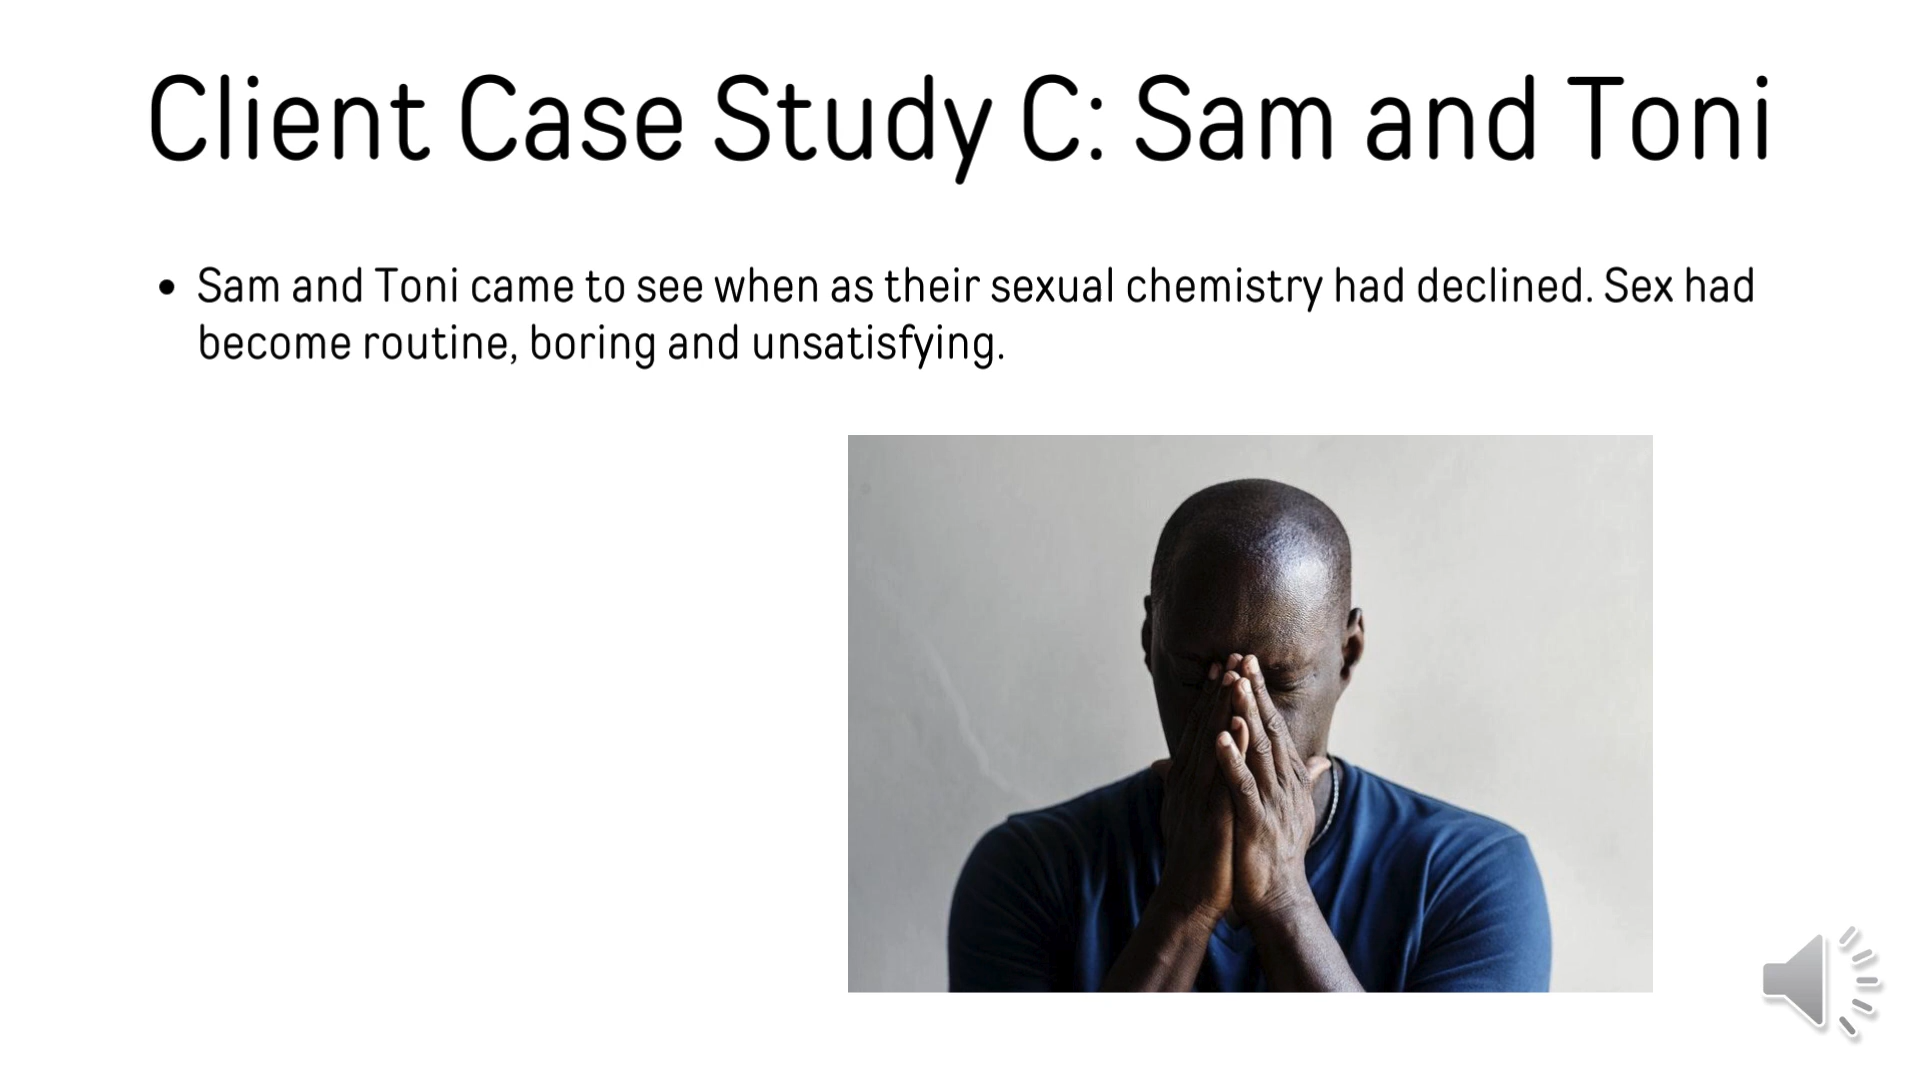 Client Case Study C: Sam and Toni
• Sam and Toni came to see when as their sexual chemistry had declined. Sex had
become routine, boring and unsatisfying.